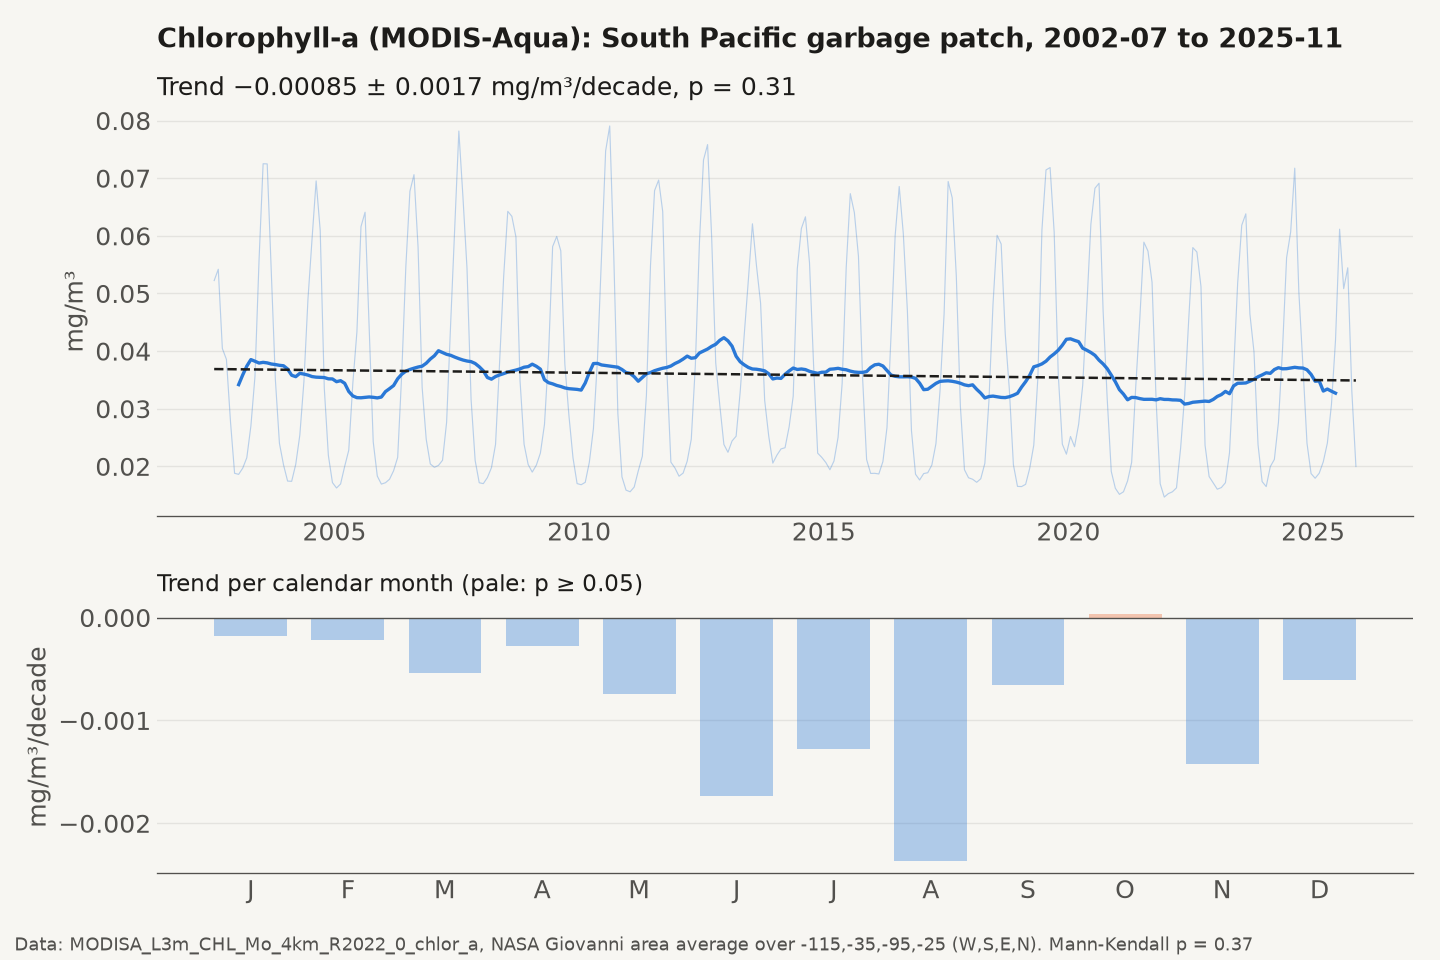 Chlorophyll-a (MODIS-Aqua): South Pacific garbage patch, 2002-07 to 2025-11
Trend −0.00085 ± 0.0017 mg/m³/decade, p = 0.31
0.08
0.07
0.06
0.05
0.04
0.03
0.02
mg/m³
2005 2010 2015 2020 2025
Trend per calendar month (pale: p ≥ 0.05)
0.000
−0.001
−0.002
mg/m³/decade
J F M A M J J A S O N D
Data: MODISA_L3m_CHL_Mo_4km_R2022_0_chlor_a, NASA Giovanni area average over -115,-35,-95,-25 (W,S,E,N). Mann-Kendall p = 0.37